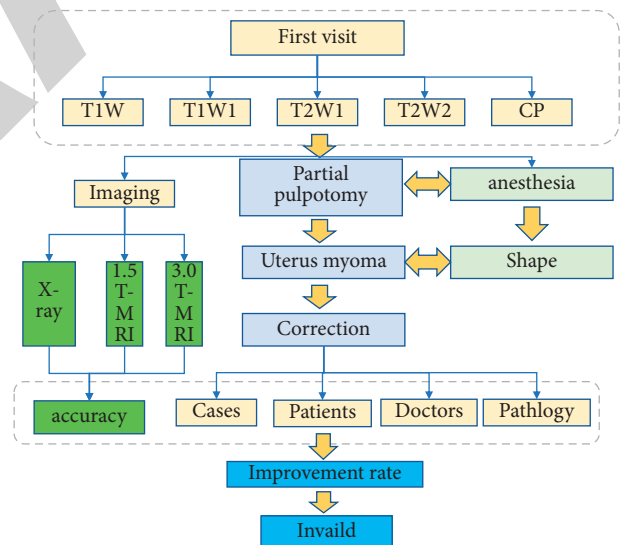 First visit
T1W
T1W1
T2W1
T2W2
CP
Imaging
Partial
pulpotomy
anesthesia
Uterus myoma
Shape
X-
ray
1.5
T-
M
RI
3.0
T-
M
RI
Correction
accuracy
Cases
Patients
Doctors
Pathlogy
Improvement rate
Invaild